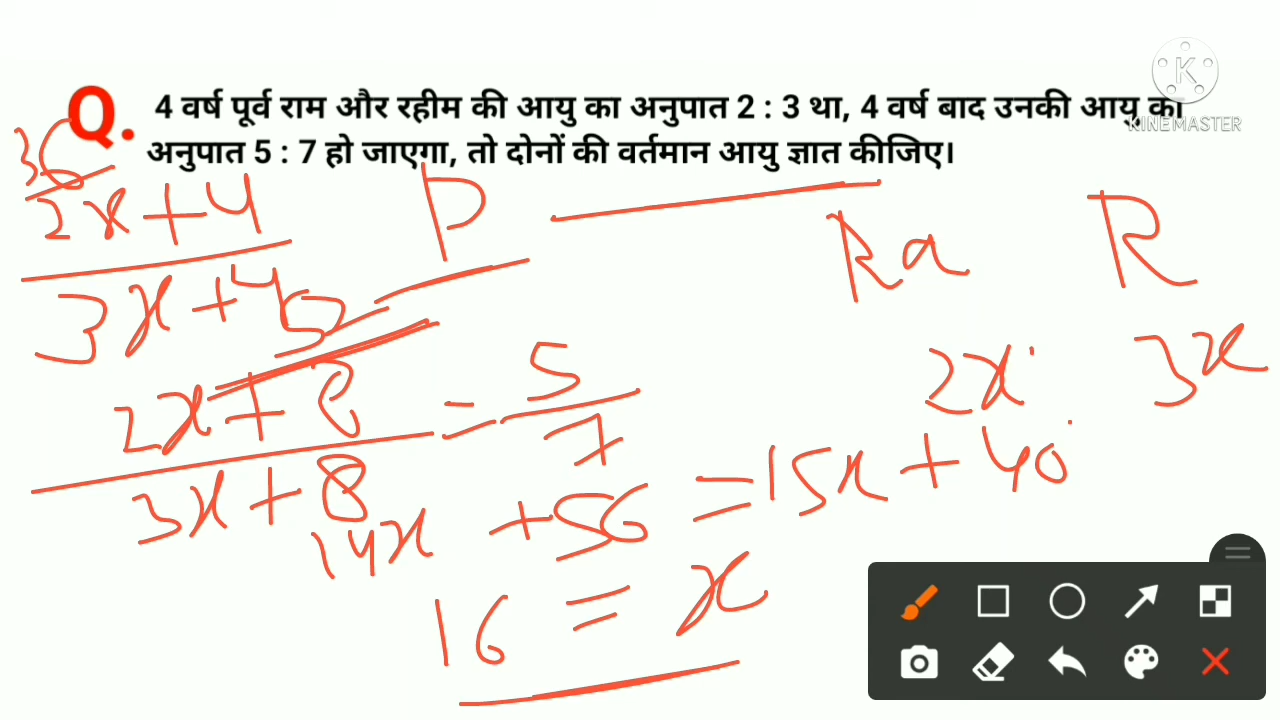 Q. 4 वर्ष पूर्व राम और रहीम की आयु का अनुपात 2 : 3 था, 4 वर्ष बाद उनकी आयु का
अनुपात 5 : 7 हो जाएगा, तो दोनों की वर्तमान आयु ज्ञात कीजिए।
K
KINEMASTER
36
2x+4
3x+4
52
P
Ra R
2x 3x
2x+8 = 5
3x+8 7
14x +56 = 15x + 40
16 = x